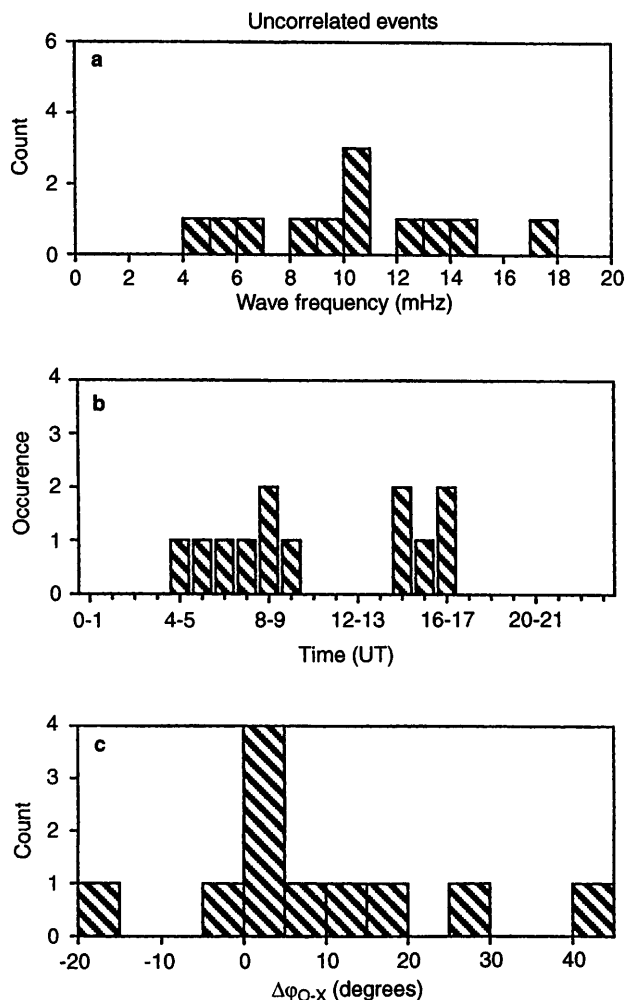 Uncorrelated events
a
6
4
2
0
Count
0 2 4 6 8 10 12 14 16 18 20
Wave frequency (mHz)
b
4
3
2
1
0
Occurence
0-1 4-5 8-9 12-13 16-17 20-21
Time (UT)
c
4
3
2
1
0
Count
-20 -10 0 10 20 30 40
ΔφO-X (degrees)